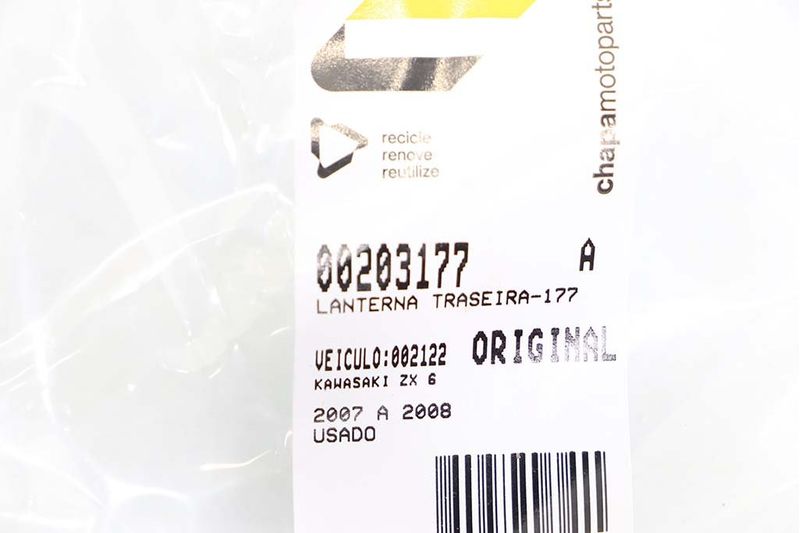 chapamotoparts
recicle
renove
reutilize
00203177 A
LANTERNA TRASEIRA-177
VEICULO:002122 ORIGINAL
KAWASAKI ZX 6
2007 A 2008
USADO